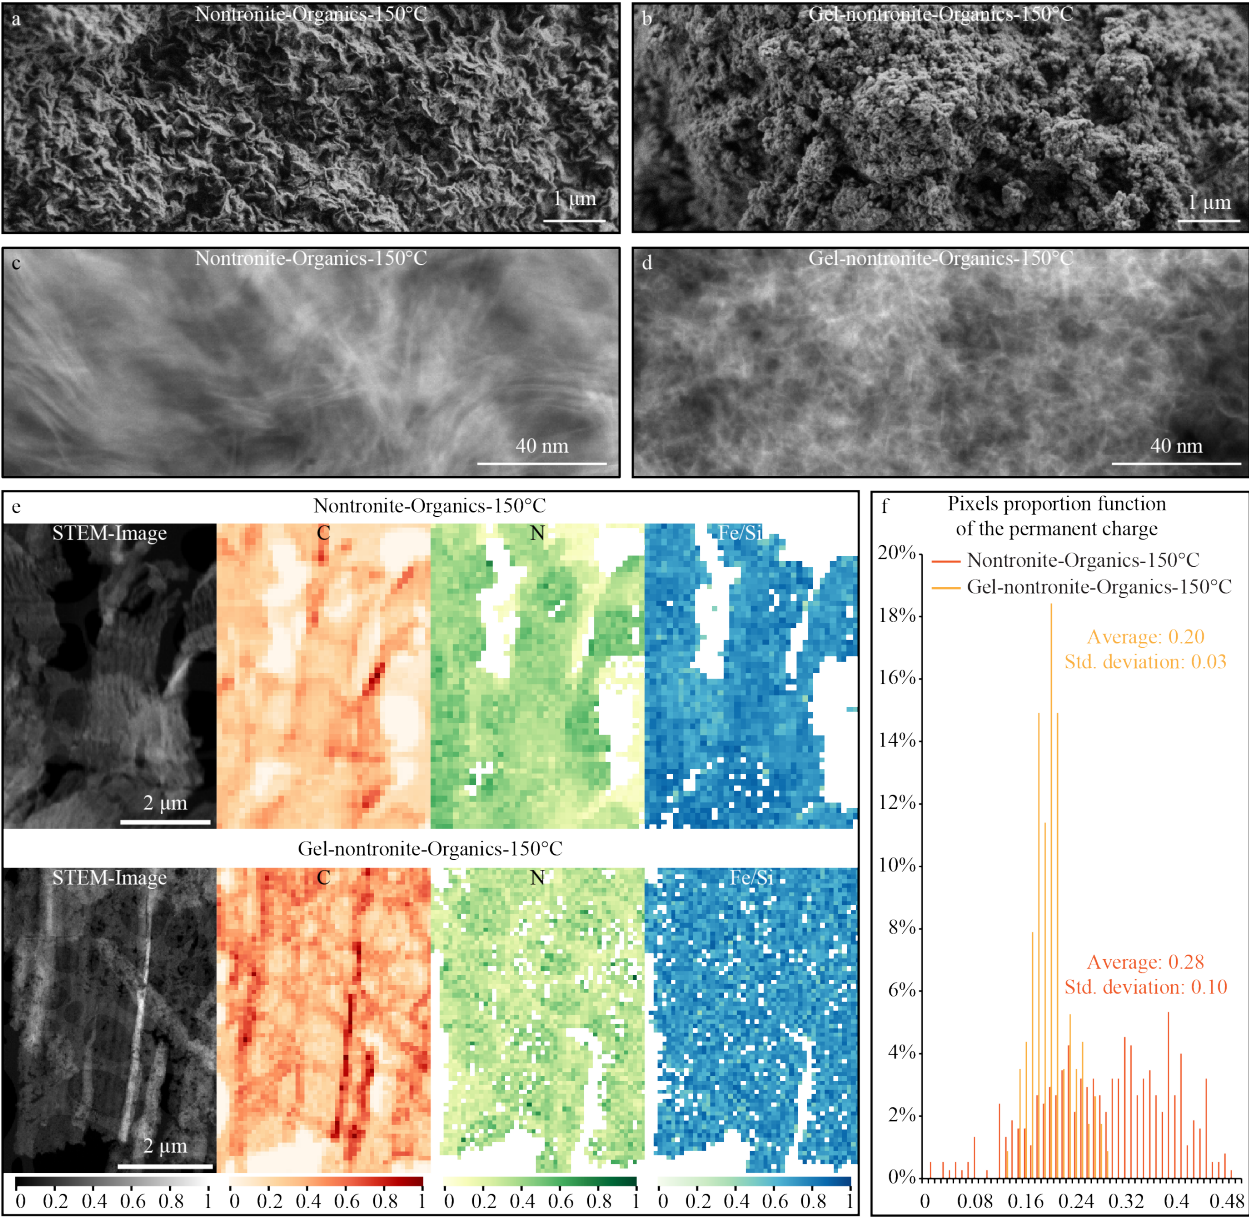 a
Nontronite-Organics-150°C
1 µm
b
Gel-nontronite-Organics-150°C
1 µm
c
Nontronite-Organics-150°C
40 nm
d
Gel-nontronite-Organics-150°C
40 nm
e
Nontronite-Organics-150°C
STEM-Image
C
N
Fe/Si
2 µm
Gel-nontronite-Organics-150°C
STEM-Image
C
N
Fe/Si
2 µm
0 0.2 0.4 0.6 0.8 1
0 0.2 0.4 0.6 0.8 1
0 0.2 0.4 0.6 0.8 1
0 0.2 0.4 0.6 0.8 1
f
Pixels proportion function
of the permanent charge
Nontronite-Organics-150°C
Gel-nontronite-Organics-150°C
Average: 0.20
Std. deviation: 0.03
Average: 0.28
Std. deviation: 0.10
20%
18%
16%
14%
12%
10%
8%
6%
4%
2%
0%
0 0.08 0.16 0.24 0.32 0.4 0.48